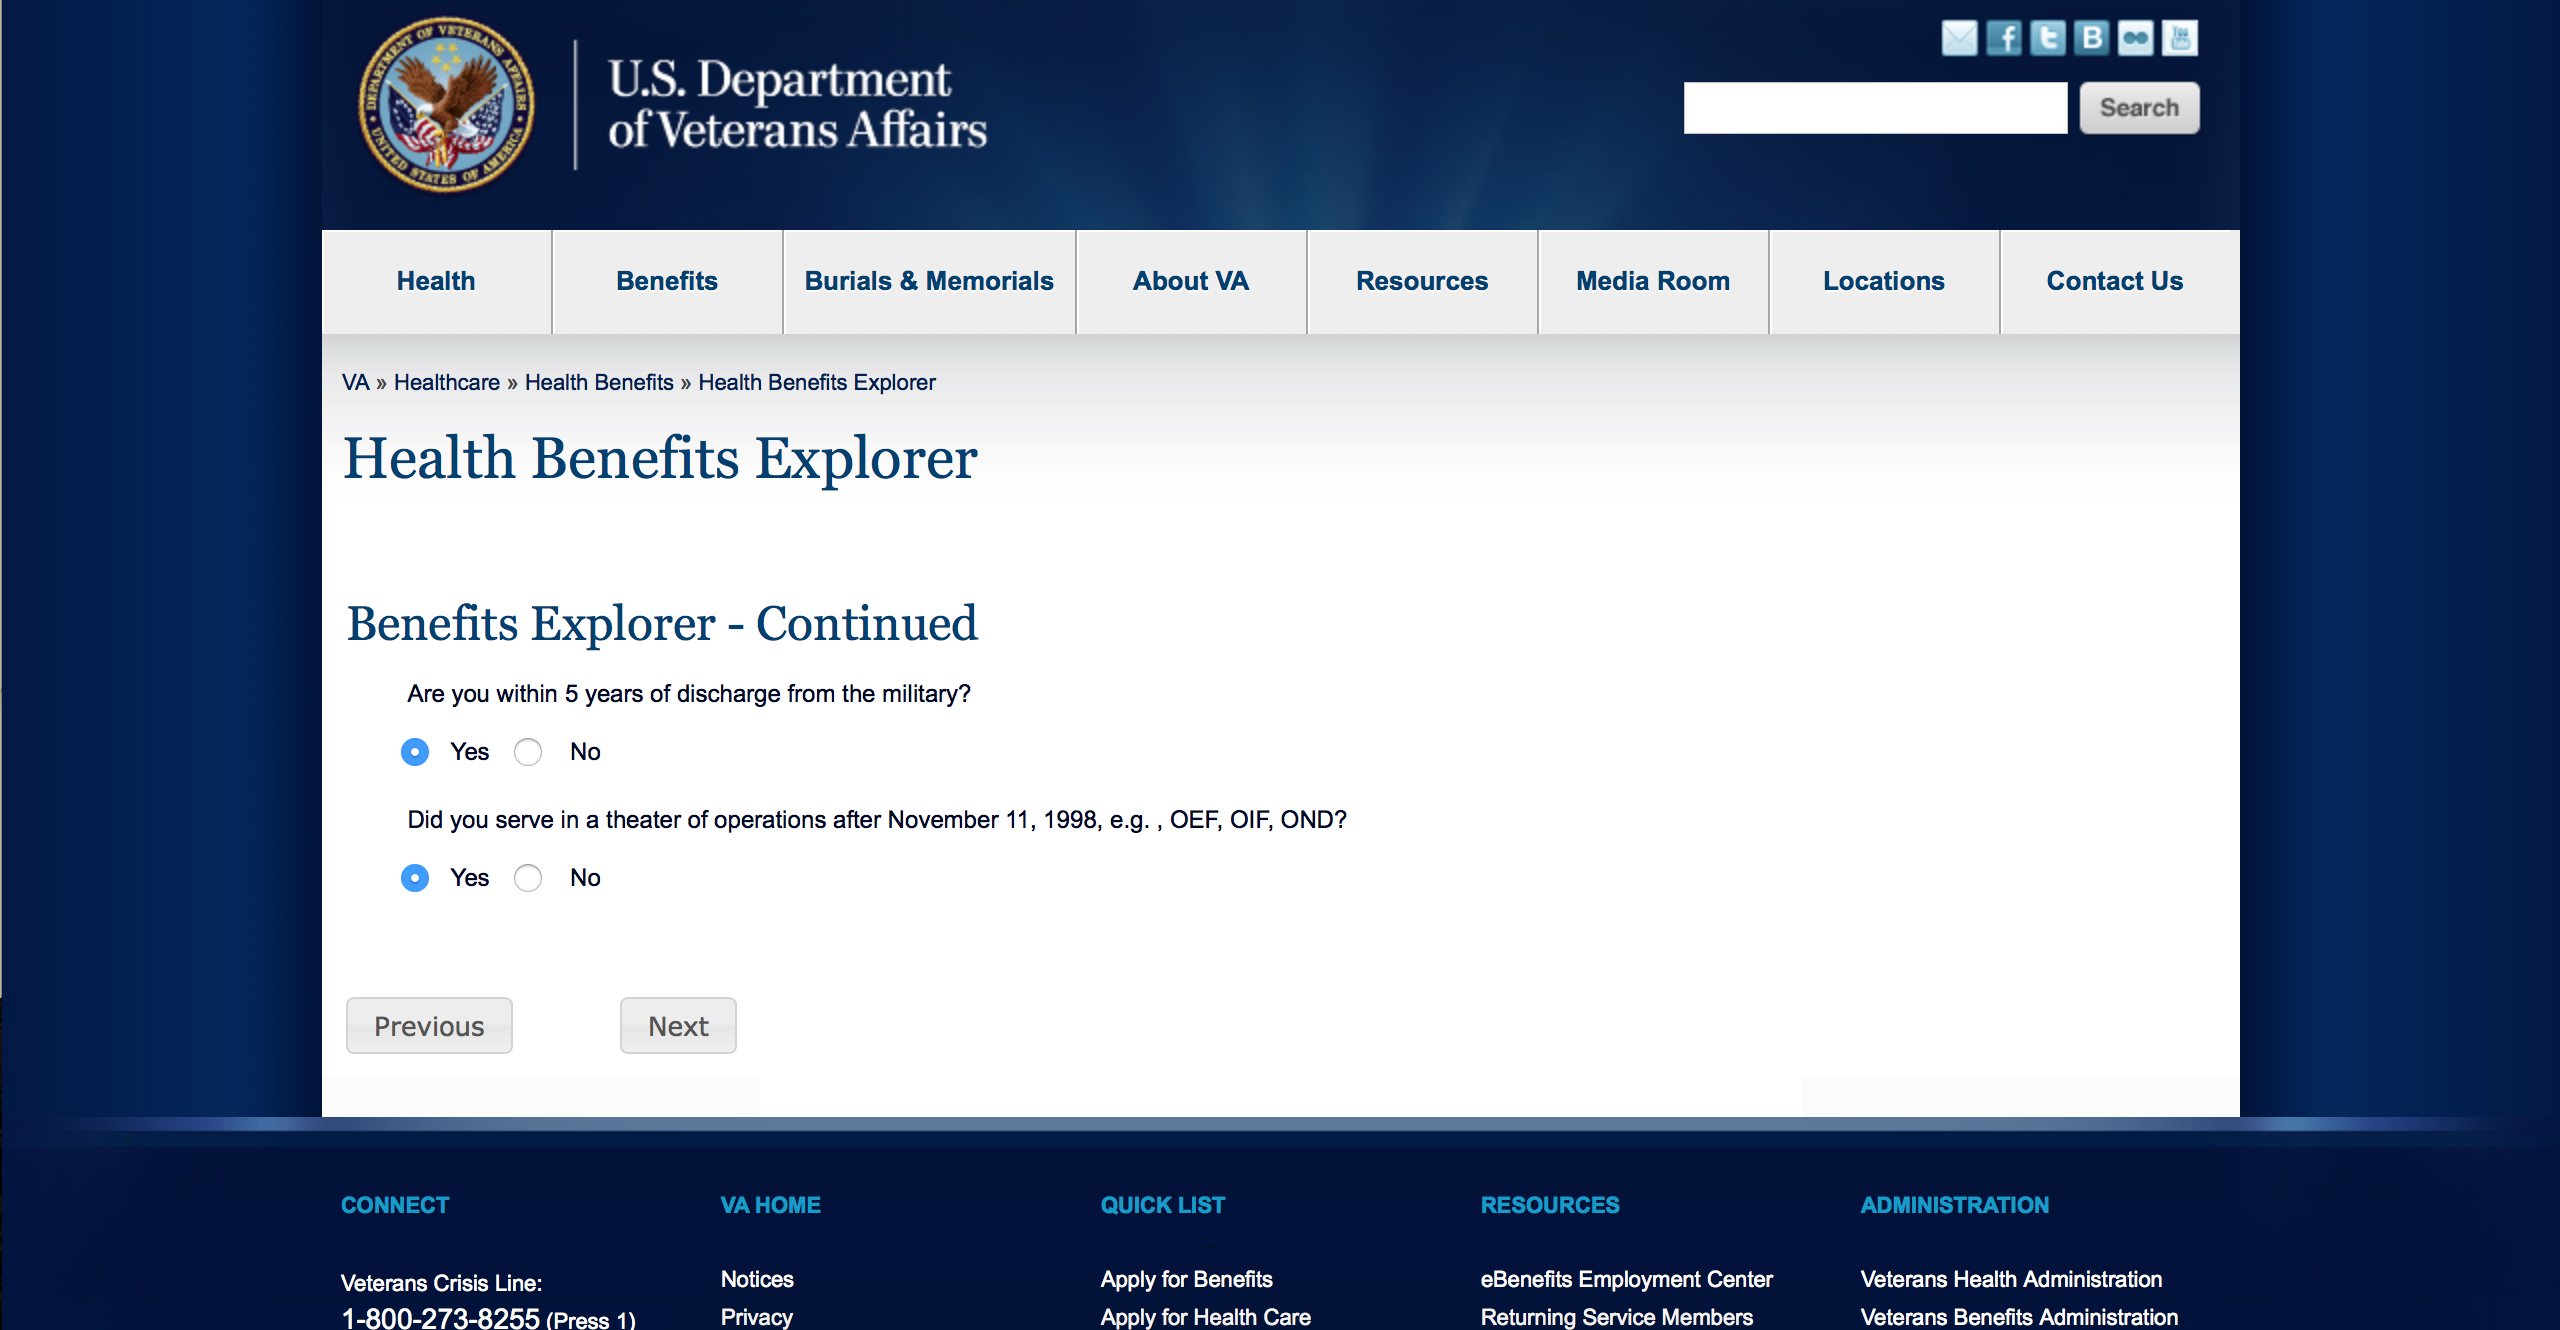 DEPARTMENT OF VETERANS AFFAIRS
UNITED STATES OF AMERICA
U.S. Department
of Veterans Affairs
B
You
Search
Health Benefits Burials & Memorials About VA Resources Media Room Locations Contact Us
VA » Healthcare » Health Benefits » Health Benefits Explorer
Health Benefits Explorer
Benefits Explorer - Continued
Are you within 5 years of discharge from the military?
Yes No
Did you serve in a theater of operations after November 11, 1998, e.g. , OEF, OIF, OND?
Yes No
Previous Next
CONNECT VA HOME QUICK LIST RESOURCES ADMINISTRATION
Veterans Crisis Line: Notices Apply for Benefits eBenefits Employment Center Veterans Health Administration
1-800-273-8255 (Press 1) Privacy Apply for Health Care Returning Service Members Veterans Benefits Administration